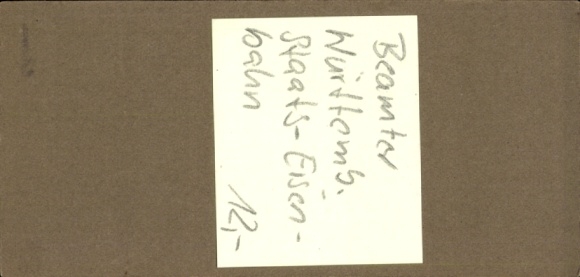 Beamter
Württemb.
Staats-Eisen-
bahn
12,-